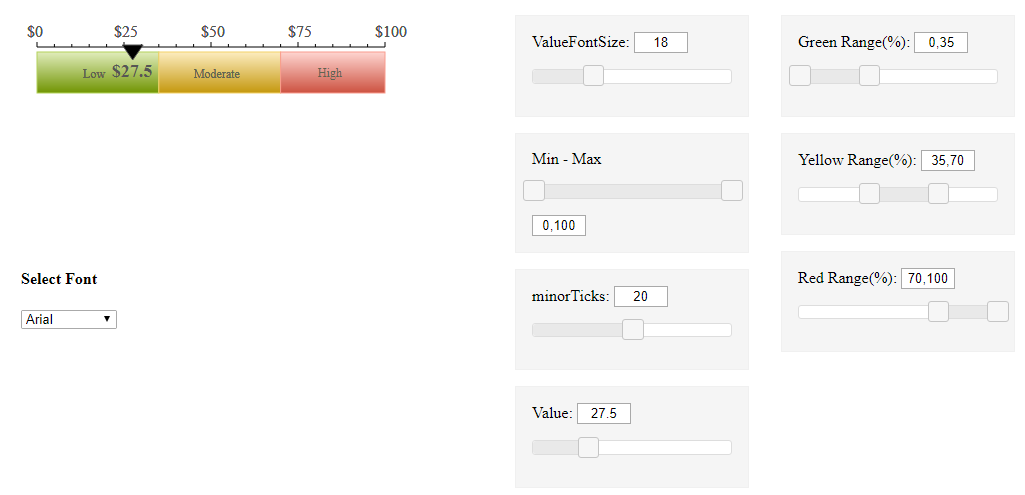 $0 $25 $50 $75 $100
Low $27.5 Moderate High
Select Font
Arial
ValueFontSize: 18
Min - Max
0,100
minorTicks: 20
Value: 27.5
Green Range(%): 0,35
Yellow Range(%): 35,70
Red Range(%): 70,100